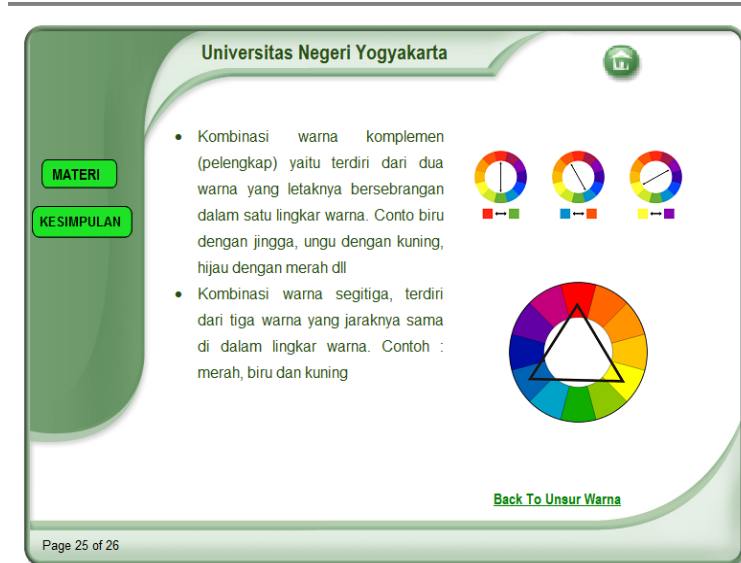 Universitas Negeri Yogyakarta
MATERI
KESIMPULAN
• Kombinasi warna komplemen
(pelengkap) yaitu terdiri dari dua
warna yang letaknya bersebrangan
dalam satu lingkar warna. Conto biru
dengan jingga, ungu dengan kuning,
hijau dengan merah dll
• Kombinasi warna segitiga, terdiri
dari tiga warna yang jaraknya sama
di dalam lingkar warna. Contoh :
merah, biru dan kuning
Back To Unsur Warna
Page 25 of 26